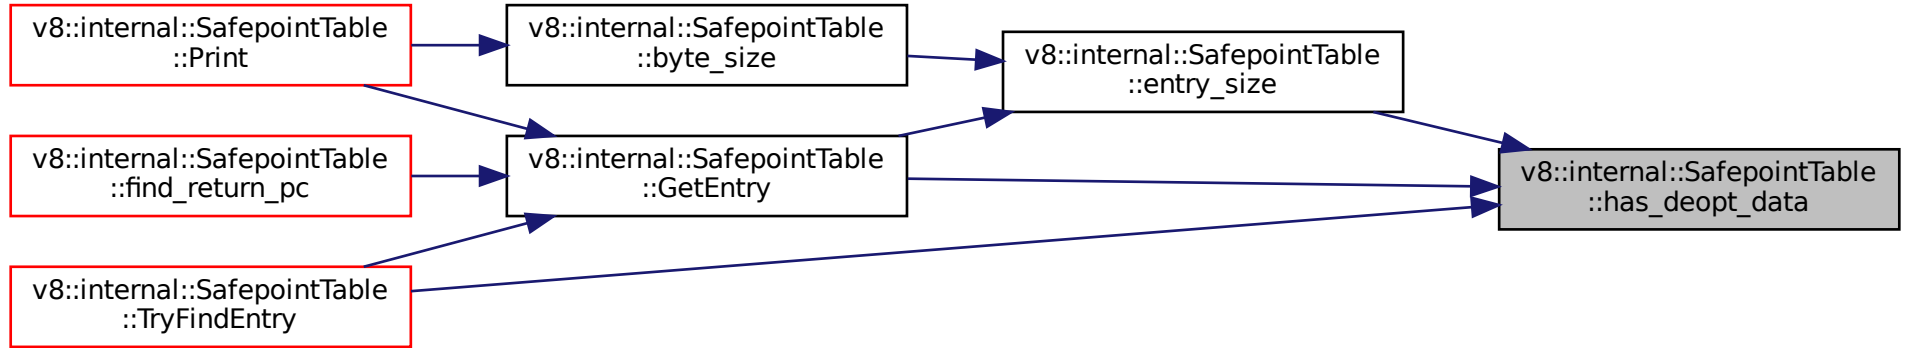 v8::internal::SafepointTable
::Print
v8::internal::SafepointTable
::byte_size
v8::internal::SafepointTable
::entry_size
v8::internal::SafepointTable
::find_return_pc
v8::internal::SafepointTable
::GetEntry
v8::internal::SafepointTable
::has_deopt_data
v8::internal::SafepointTable
::TryFindEntry